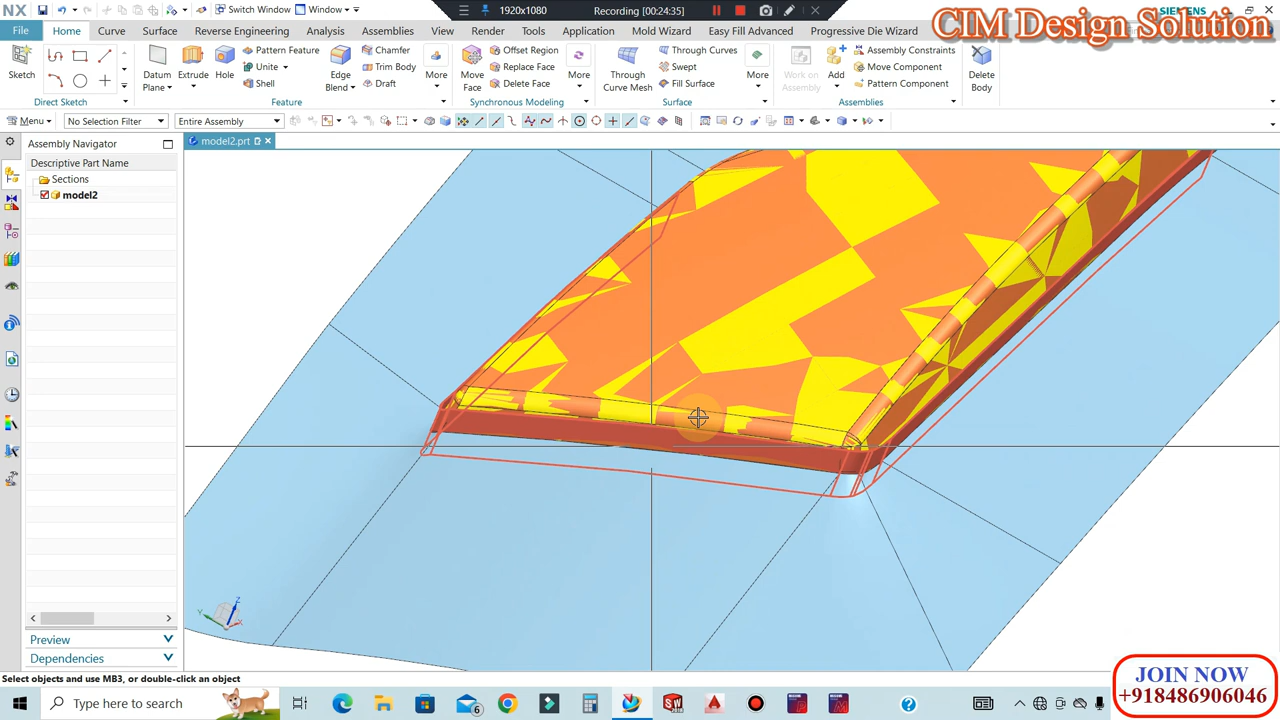 NX
Switch Window
Window
1920x1080
Recording [00:24:35]
SIEMENS
CIM Design Solution
File
Home
Curve
Surface
Reverse Engineering
Analysis
Assemblies
View
Render
Tools
Application
Mold Wizard
Easy Fill Advanced
Progressive Die Wizard
Sketch
Direct Sketch
Datum Plane
Extrude
Hole
Pattern Feature
Unite
Shell
Edge Blend
Chamfer
Trim Body
Draft
More
Feature
Move Face
Offset Region
Replace Face
Delete Face
More
Synchronous Modeling
Through Curve Mesh
Through Curves
Swept
Fill Surface
More
Surface
Work on Assembly
Add
Assembly Constraints
Move Component
Pattern Component
Assemblies
Delete Body
Menu
No Selection Filter
Entire Assembly
Assembly Navigator
model2.prt
Descriptive Part Name
Sections
model2
Z
Y
X
Preview
Dependencies
Select objects and use MB3, or double-click an object
JOIN NOW
+918486906046
Type here to search
6